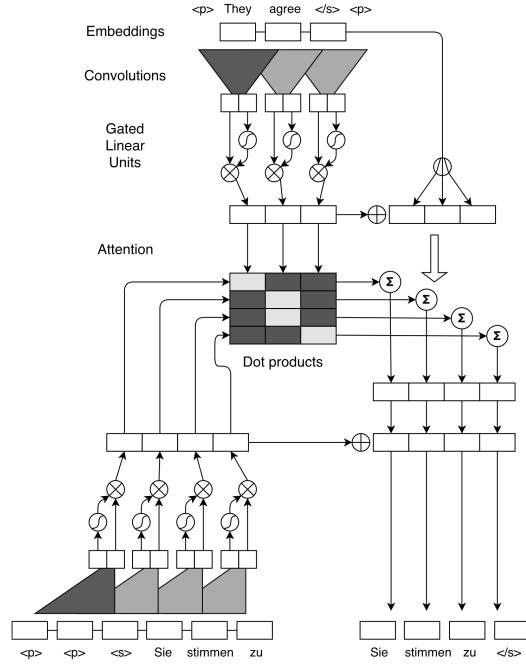 <p> They agree </s> <p>
Embeddings
Convolutions
Gated
Linear
Units
Attention
Σ
Σ
Σ
Σ
Dot products
<p> <p> <s> Sie stimmen zu
Sie stimmen zu </s>